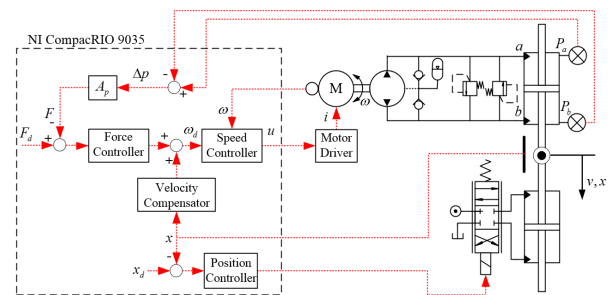 NI CompacRIO 9035
Δp
A_p
-
+
F
-
+
F_d
Force
Controller
+
+
ω_d
ω
Speed
Controller
u
Motor
Driver
i
M
ω
a
b
P_a
P_b
v, x
Velocity
Compensator
x
-
x_d
+
Position
Controller